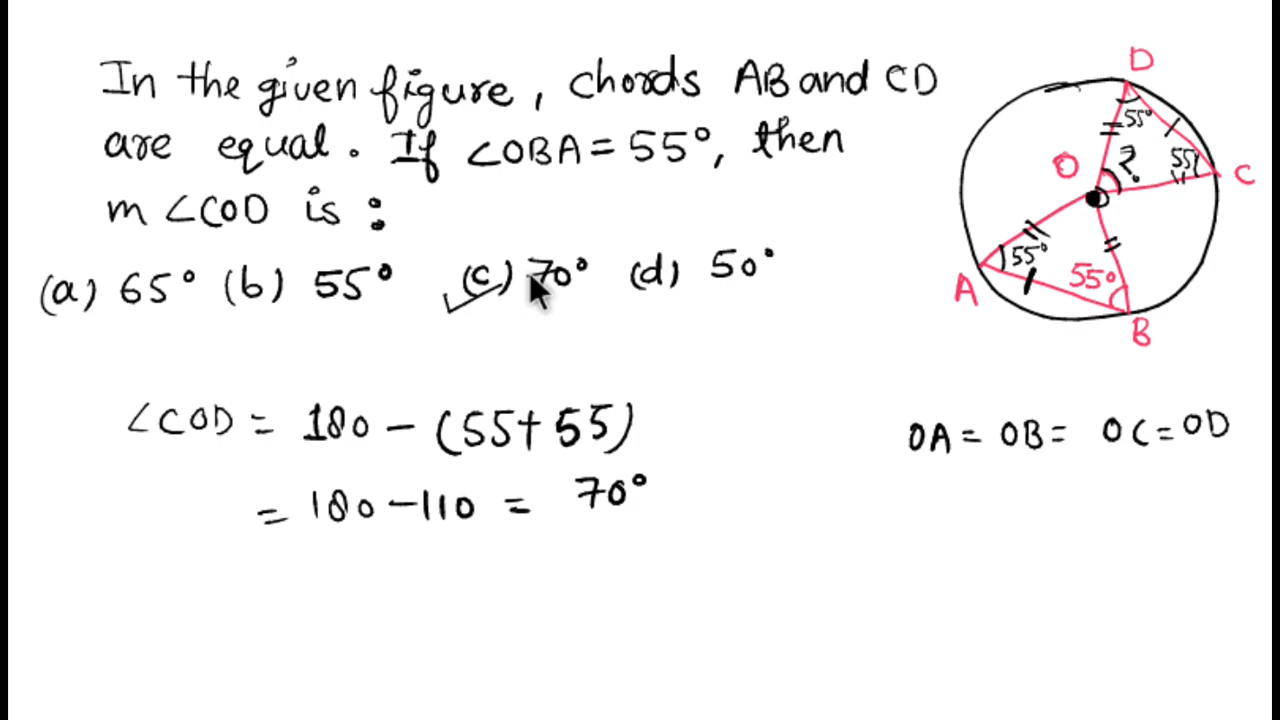 In the given figure, chords AB and CD
are equal. If ∠OBA = 55°, then
m ∠COD is :
(a) 65° (b) 55° (c) 70° (d) 50°
D
55°
55
C
O
?
A
55°
55°
B
∠COD = 180 - (55+55)
= 180 - 110 = 70°
OA = OB = OC = OD